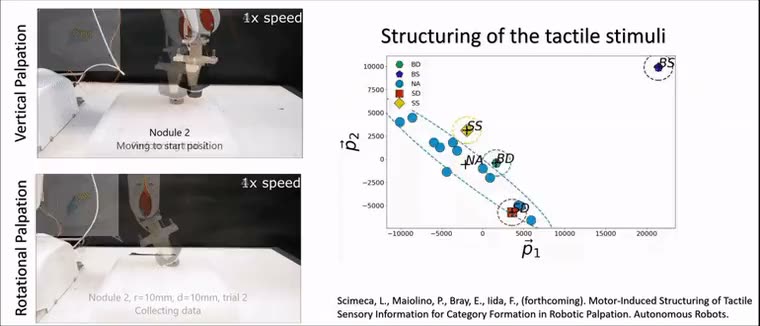 Vertical Palpation
4x speed
Nodule 2
Moving to start position
Rotational Palpation
4x speed
Nodule 2, r=10mm, d=10mm, trial 2
Collecting data
Structuring of the tactile stimuli
BD
BS
NA
SD
SS
BS
SS
BD
NA
10000
7500
5000
2500
0
−2500
−5000
p2
−10000
−5000
0
5000
10000
15000
20000
p1
Scimeca, L., Maiolino, P., Bray, E., Iida, F., (forthcoming). Motor-Induced Structuring of Tactile
Sensory Information for Category Formation in Robotic Palpation. Autonomous Robots.